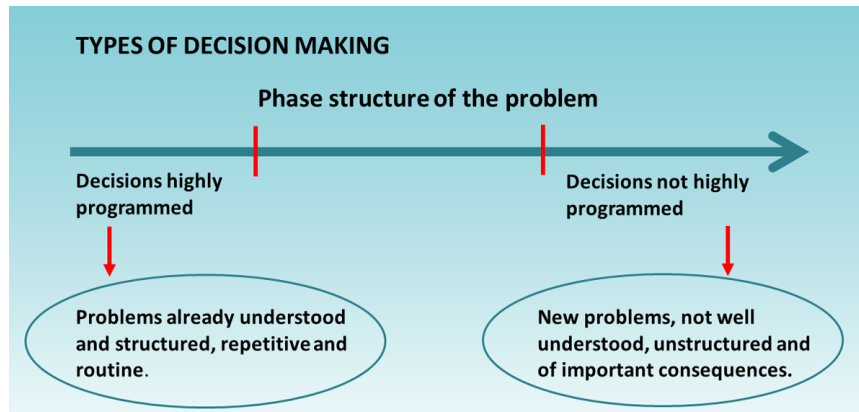 TYPES OF DECISION MAKING
Phase structure of the problem
Decisions highly
programmed
Decisions not highly
programmed
Problems already understood
and structured, repetitive and
routine.
New problems, not well
understood, unstructured and
of important consequences.